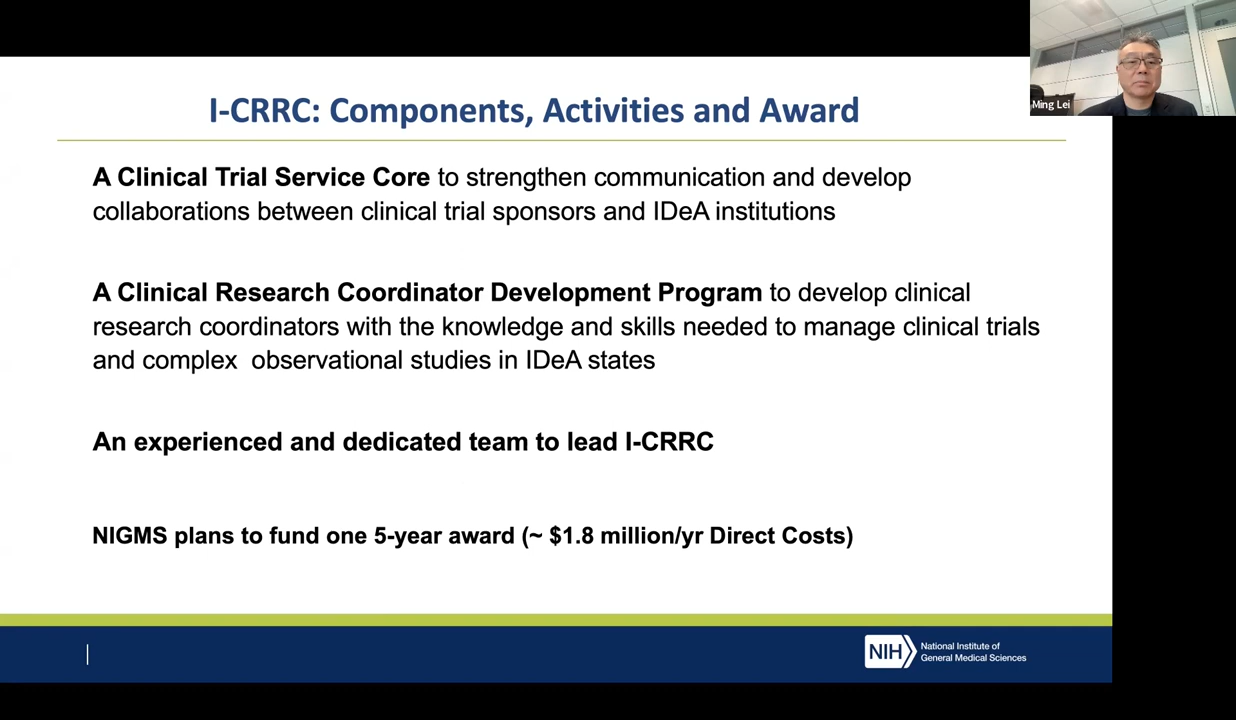 Ming Lei
I-CRRC: Components, Activities and Award
A Clinical Trial Service Core to strengthen communication and develop
collaborations between clinical trial sponsors and IDeA institutions
A Clinical Research Coordinator Development Program to develop clinical
research coordinators with the knowledge and skills needed to manage clinical trials
and complex  observational studies in IDeA states
An experienced and dedicated team to lead I-CRRC
NIGMS plans to fund one 5-year award (~ $1.8 million/yr Direct Costs)
NIH
National Institute of
General Medical Sciences